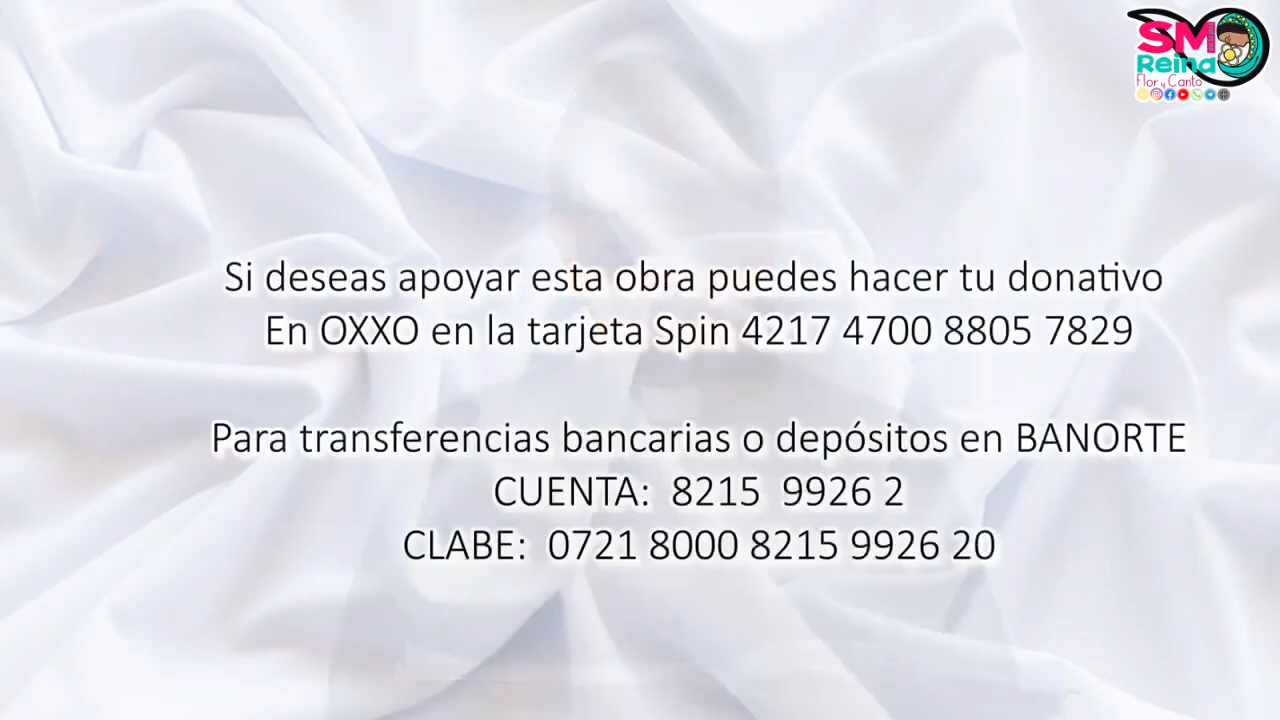 SM
Reina
Flor y Canto
Si deseas apoyar esta obra puedes hacer tu donativo
En OXXO en la tarjeta Spin 4217 4700 8805 7829
Para transferencias bancarias o depósitos en BANORTE
CUENTA:  8215  9926 2
CLABE:  0721 8000 8215 9926 20